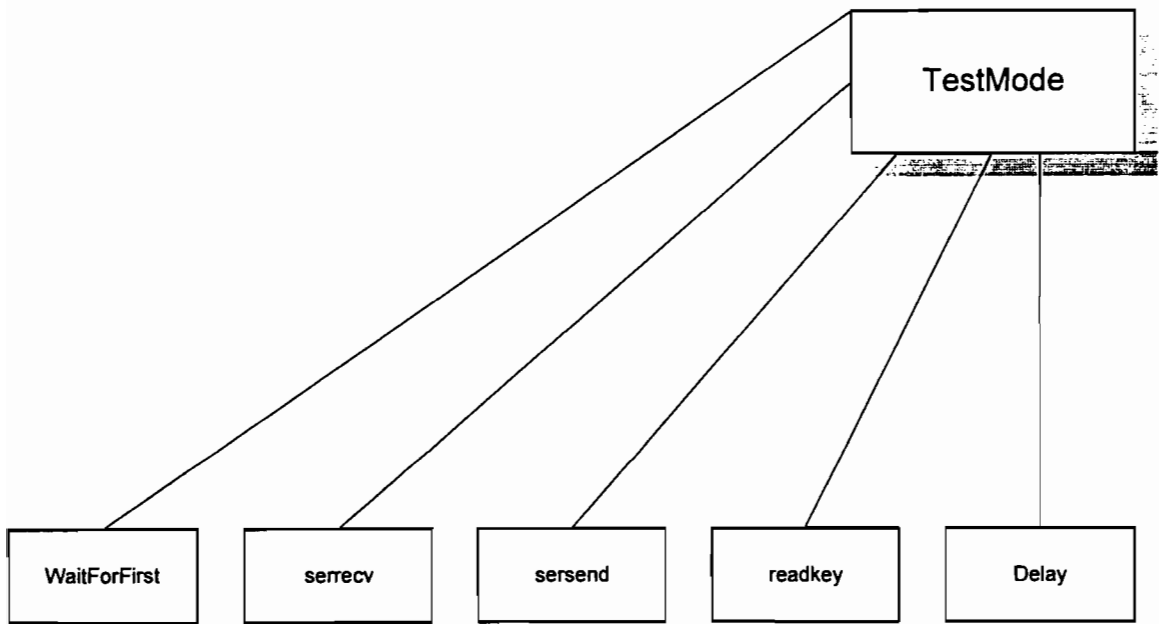 TestMode
WaitForFirst
serrecv
sersend
readkey
Delay